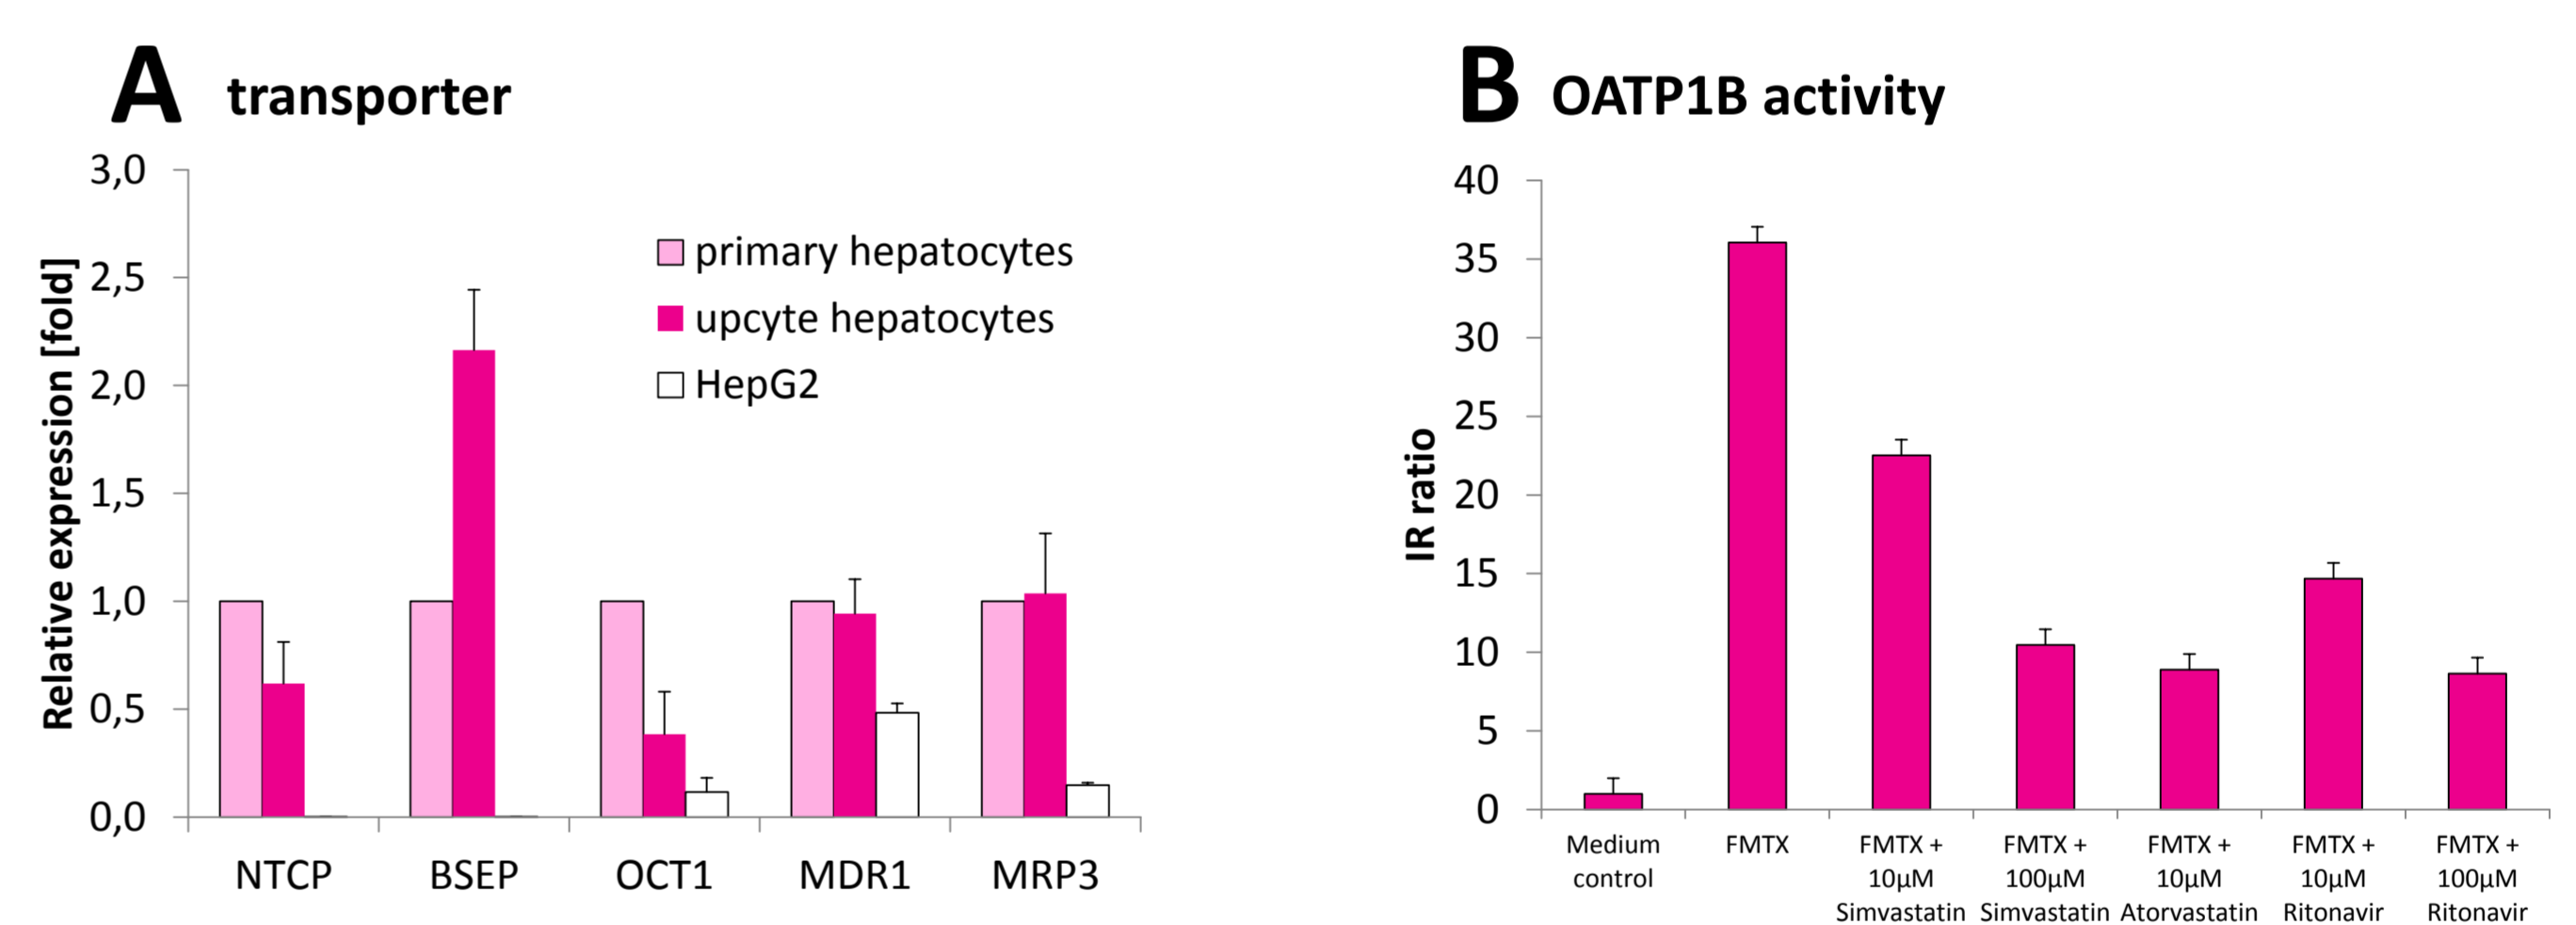 A transporter
3,0
2,5
2,0
1,5
1,0
0,5
0,0
Relative expression [fold]
primary hepatocytes
upcyte hepatocytes
HepG2
NTCP BSEP OCT1 MDR1 MRP3
B OATP1B activity
40
35
30
25
20
15
10
5
0
IR ratio
Medium control
FMTX
FMTX + 10µM Simvastatin
FMTX + 100µM Simvastatin
FMTX + 10µM Atorvastatin
FMTX + 10µM Ritonavir
FMTX + 100µM Ritonavir